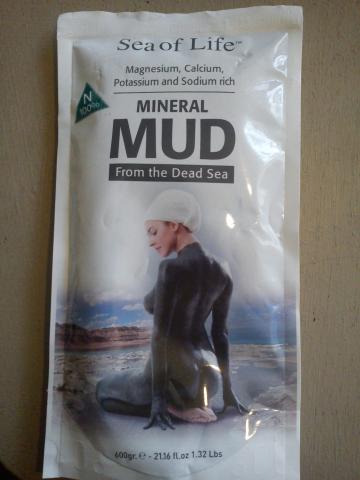 Sea of Life™
Magnesium, Calcium,
Potassium and Sodium rich
N
100%
MINERAL
MUD
From the Dead Sea
600gr. ℮ - 21.16 fl.oz 1.32 Lbs